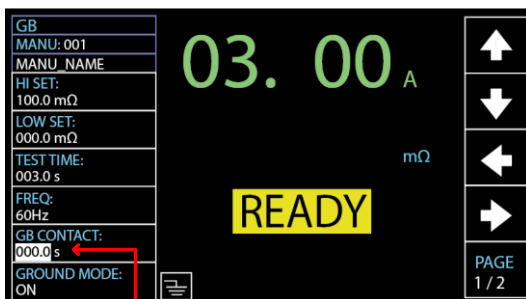 GB
MANU: 001
MANU_NAME
HI SET:
100.0 mΩ
LOW SET:
000.0 mΩ
TEST TIME:
003.0 s
FREQ:
60Hz
GB CONTACT:
000.0 s
GROUND MODE:
ON
03. 00 A
mΩ
READY
PAGE
1 / 2